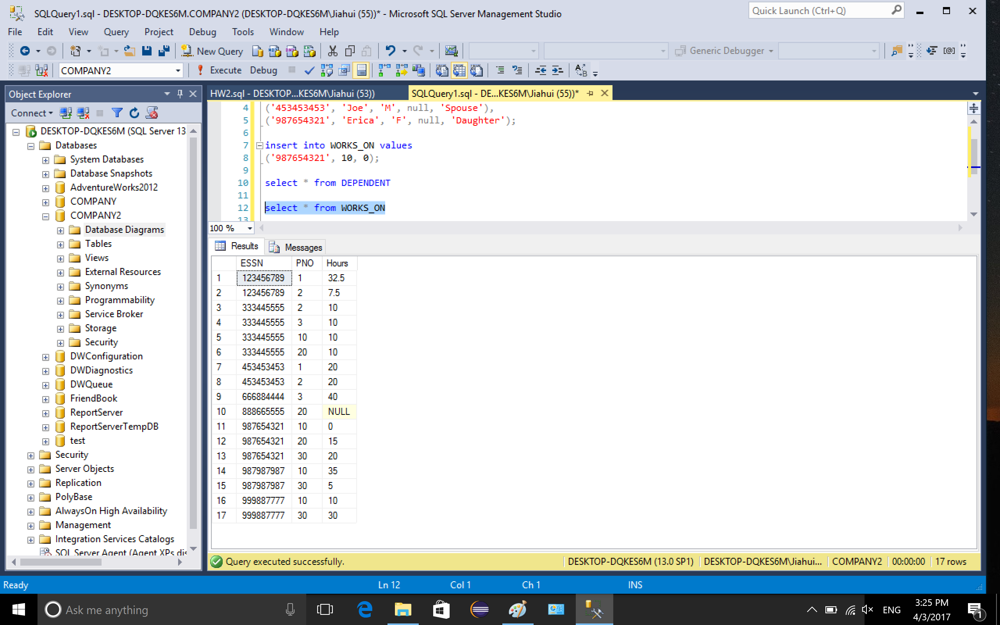 SQLQuery1.sql - DESKTOP-DQKES6M.COMPANY2 (DESKTOP-DQKES6M\Jiahui (55))* - Microsoft SQL Server Management Studio
Quick Launch (Ctrl+Q)
File Edit View Query Project Debug Tools Window Help
New Query
Generic Debugger
COMPANY2
Execute Debug
Object Explorer
Connect
DESKTOP-DQKES6M (SQL Server 13
Databases
System Databases
Database Snapshots
AdventureWorks2012
COMPANY
COMPANY2
Database Diagrams
Tables
Views
External Resources
Synonyms
Programmability
Service Broker
Storage
Security
DWConfiguration
DWDiagnostics
DWQueue
FriendBook
ReportServer
ReportServerTempDB
test
Security
Server Objects
Replication
PolyBase
AlwaysOn High Availability
Management
Integration Services Catalogs
SQL Server Agent (Agent XPs dis
HW2.sql - DESKTOP...KES6M\Jiahui (53))
SQLQuery1.sql - DE...KES6M\Jiahui (55))*
4 ('453453453', 'Joe', 'M', null, 'Spouse'),
5 ('987654321', 'Erica', 'F', null, 'Daughter');
6
7 insert into WORKS_ON values
8 ('987654321', 10, 0);
9
10 select * from DEPENDENT
11
12 select * from WORKS_ON
13
100 %
Results Messages
ESSN PNO Hours
1 123456789 1 32.5
2 123456789 2 7.5
3 333445555 2 10
4 333445555 3 10
5 333445555 10 10
6 333445555 20 10
7 453453453 1 20
8 453453453 2 20
9 666884444 3 40
10 888665555 20 NULL
11 987654321 10 0
12 987654321 20 15
13 987654321 30 20
14 987987987 10 35
15 987987987 30 5
16 999887777 10 10
17 999887777 30 30
Query executed successfully.
DESKTOP-DQKES6M (13.0 SP1) DESKTOP-DQKES6M\Jiahui... COMPANY2 00:00:00 17 rows
Ready Ln 12 Col 1 Ch 1 INS
Ask me anything
ENG
3:25 PM
4/3/2017
1